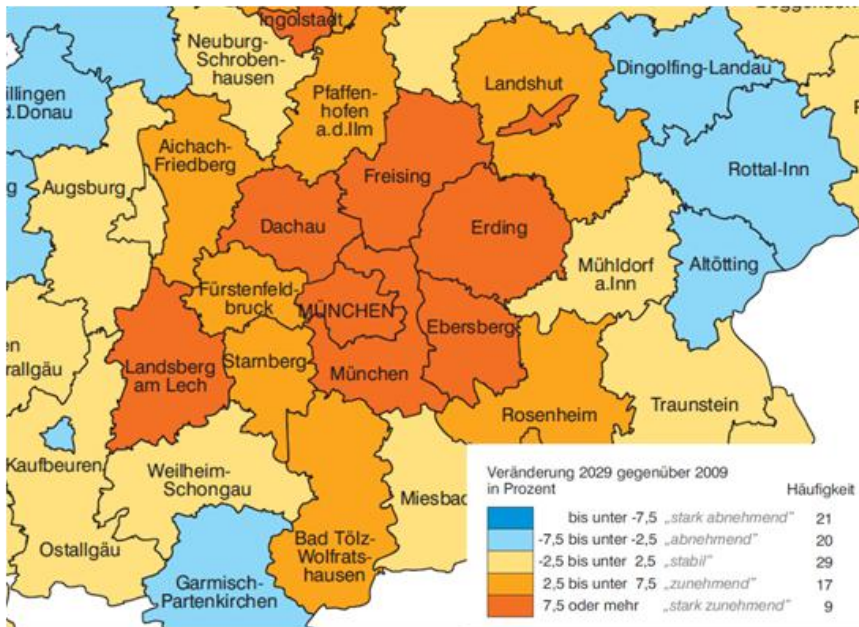 Ingolstadt
Neuburg-
Schroben-
hausen
Pfaffen-
hofen
a.d.Ilm
Landshut
Dingolfing-Landau
illingen
d.Donau
Aichach-
Friedberg
Augsburg
Freising
Rottal-Inn
Dachau
Erding
Mühldorf
a.Inn
Altötting
Fürstenfeld-
bruck
MÜNCHEN
Ebersberg
Landsberg
am Lech
Starnberg
München
rallgäu
Rosenheim
Traunstein
Kaufbeuren
Weilheim-
Schongau
Miesbac
Ostallgäu
Bad Tölz-
Wolfrats-
hausen
Garmisch-
Partenkirchen
Veränderung 2029 gegenüber 2009
in Prozent Häufigkeit
bis unter -7,5 „stark abnehmend" 21
-7,5 bis unter -2,5 „abnehmend" 20
-2,5 bis unter 2,5 „stabil" 29
2,5 bis unter 7,5 „zunehmend" 17
7,5 oder mehr „stark zunehmend" 9